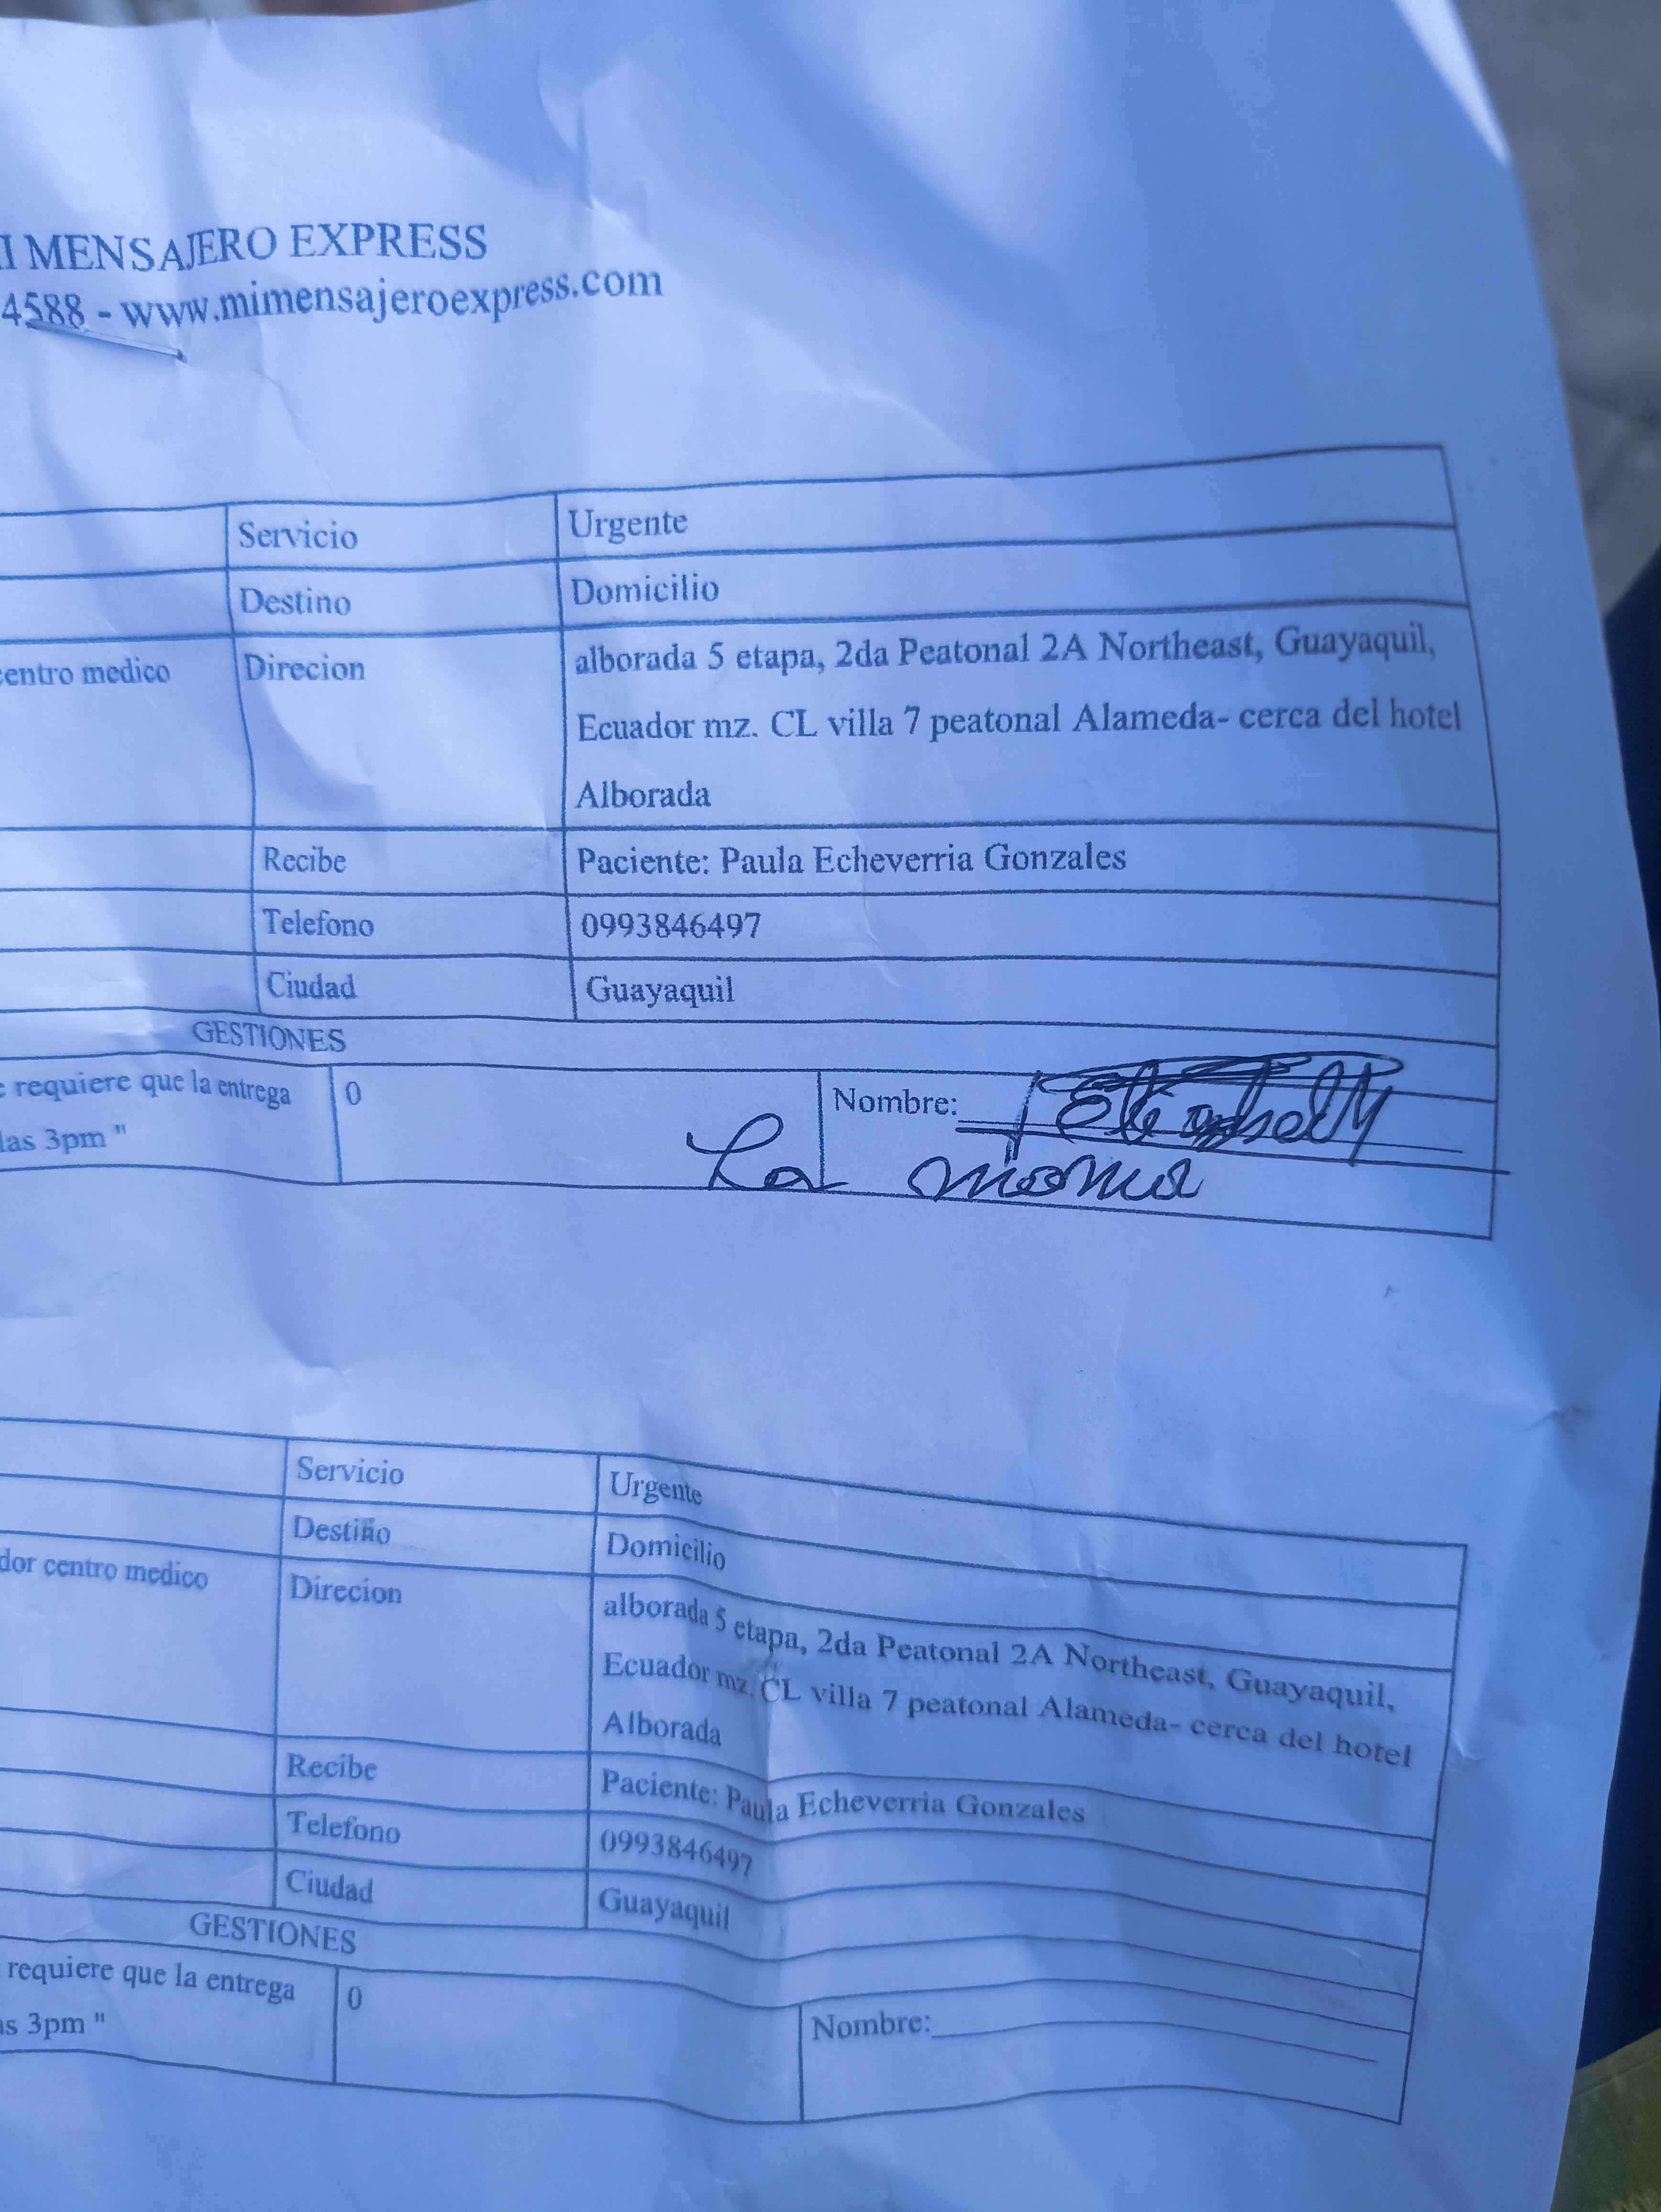 I MENSAJERO EXPRESS
4588 - www.mimensajeroexpress.com
Servicio Urgente
Destino Domicilio
centro medico Direcion alborada 5 etapa, 2da Peatonal 2A Northeast, Guayaquil,
Ecuador mz. CL villa 7 peatonal Alameda- cerca del hotel
Alborada
Recibe Paciente: Paula Echeverria Gonzales
Telefono 0993846497
Ciudad Guayaquil
GESTIONES
requiere que la entrega 0 Nombre:
las 3pm "
La mama
Servicio Urgente
Destino Domicilio
dor centro medico Direcion alborada 5 etapa, 2da Peatonal 2A Northeast, Guayaquil,
Ecuador mz. CL villa 7 peatonal Alameda- cerca del hotel
Alborada
Recibe Paciente: Paula Echeverria Gonzales
Telefono 0993846497
Ciudad Guayaquil
GESTIONES
requiere que la entrega 0 Nombre:
as 3pm "